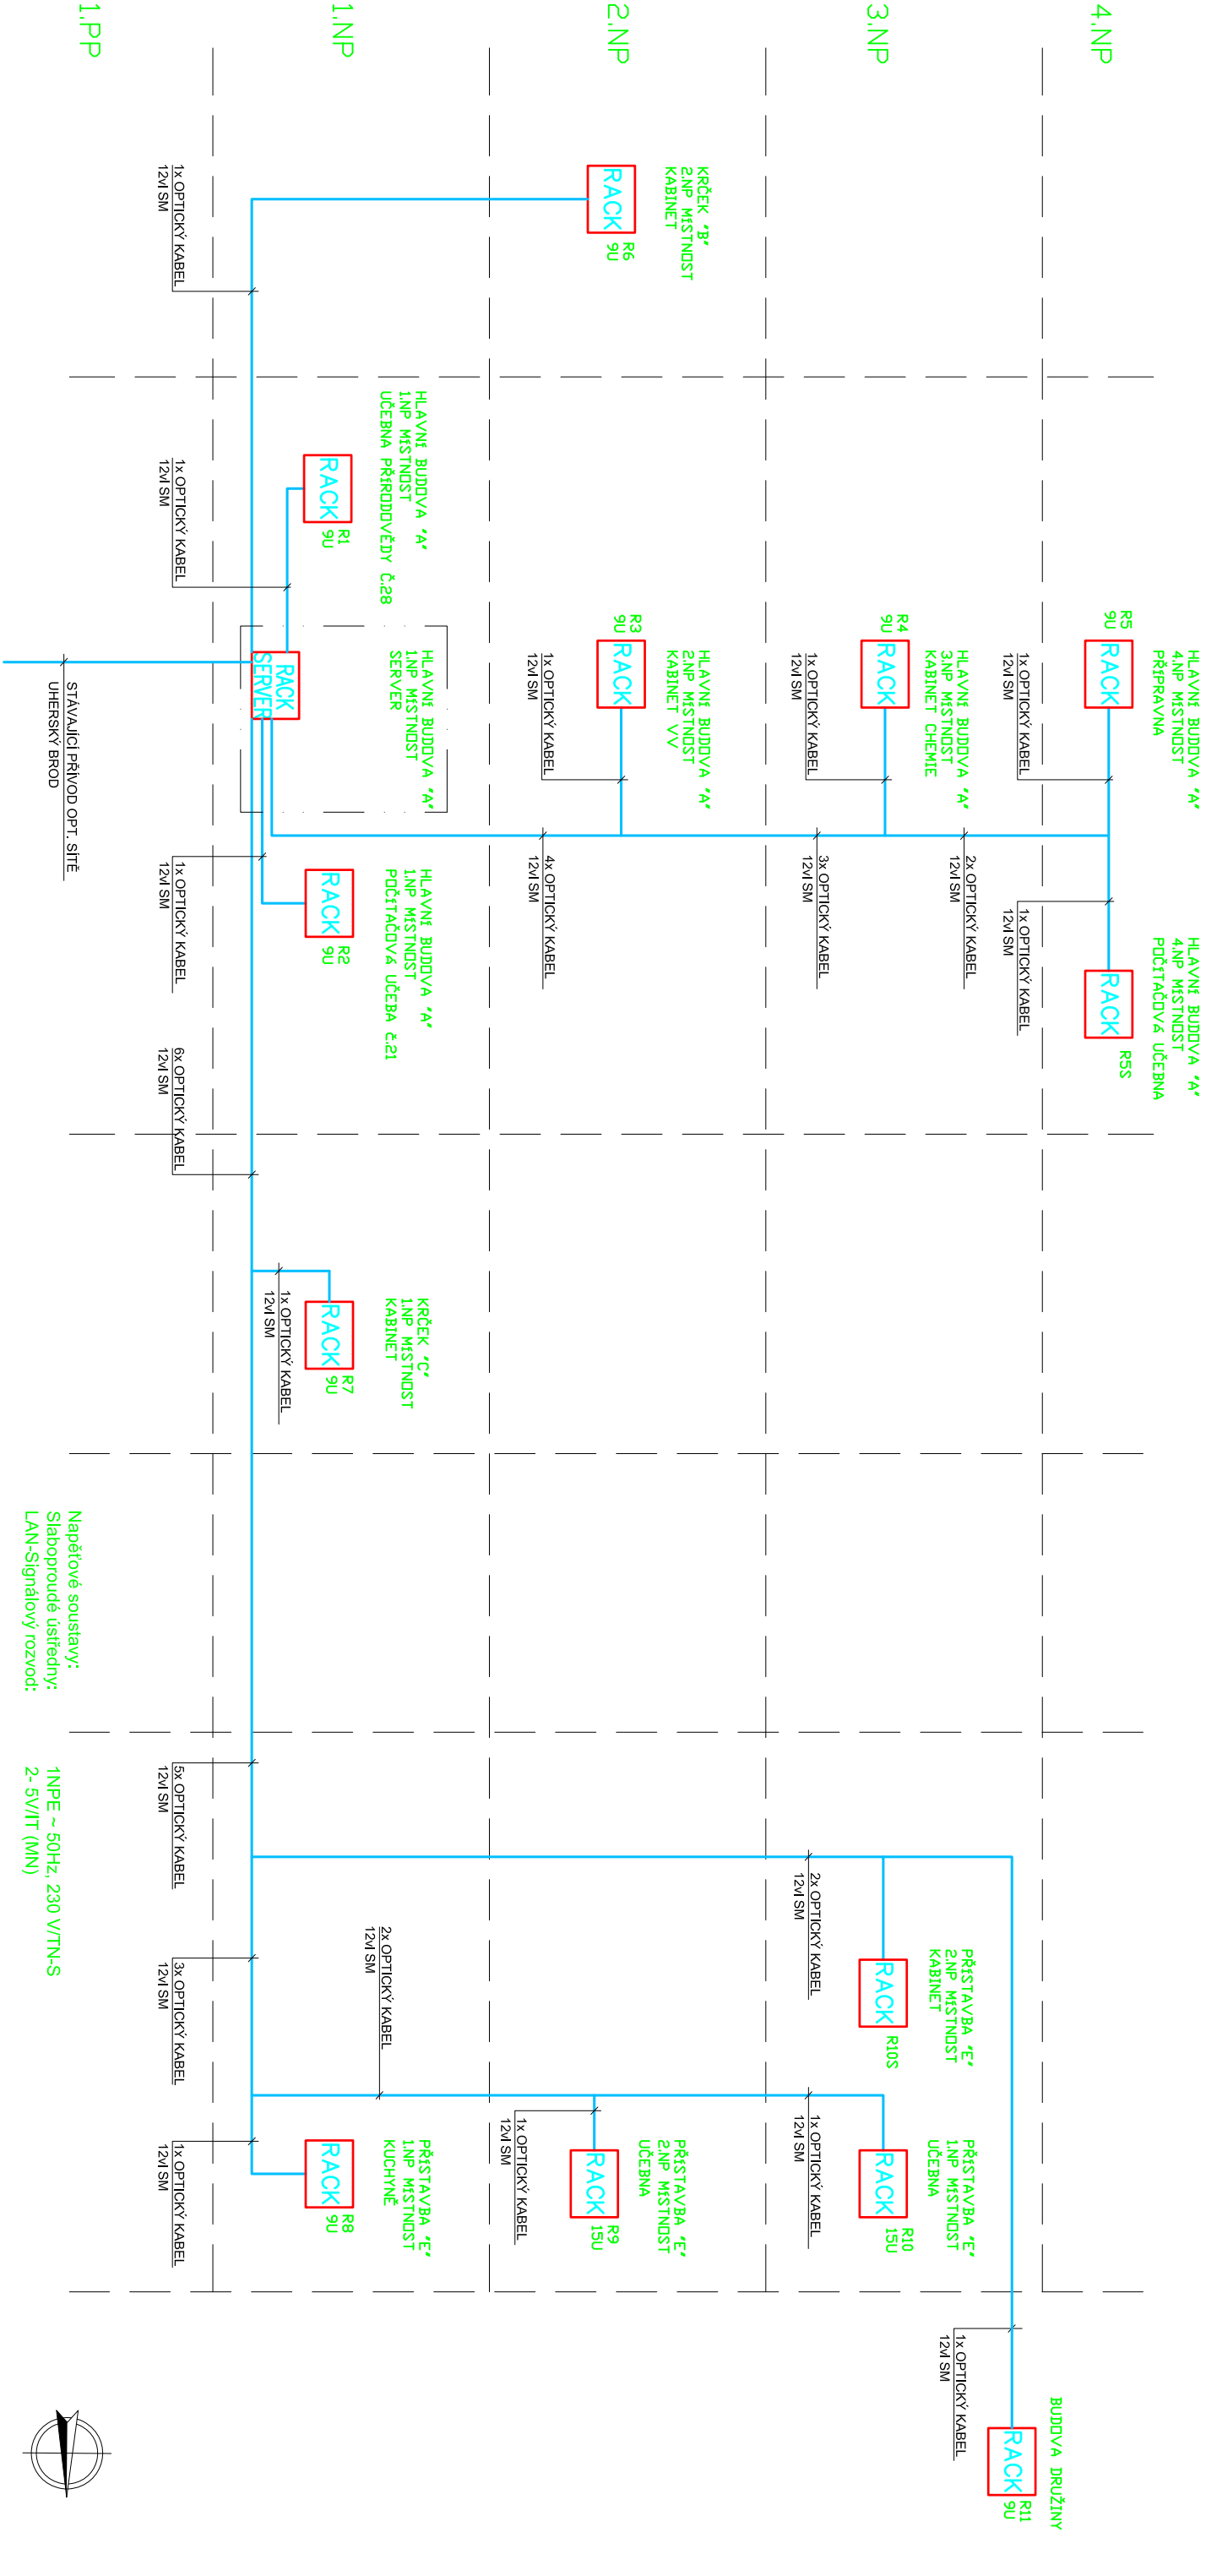 4.NP
3.NP
2.NP
1.NP
1.PP
HLAVNÍ BUDOVA "A"
4.NP MÍSTNOST
PŘÍPRAVNA
R5
9U
RACK
1x OPTICKÝ KABEL
12vl SM
HLAVNÍ BUDOVA "A"
4.NP MÍSTNOST
POČÍTAČOVÁ UČEBNA
RACK
R5S
1x OPTICKÝ KABEL
12vl SM
2x OPTICKÝ KABEL
12vl SM
R4
9U
RACK
HLAVNÍ BUDOVA "A"
3.NP MÍSTNOST
KABINET CHEMIE
1x OPTICKÝ KABEL
12vl SM
3x OPTICKÝ KABEL
12vl SM
KRČEK "B"
2.NP MÍSTNOST
KABINET
RACK
R6
9U
R3
9U
RACK
HLAVNÍ BUDOVA "A"
2.NP MÍSTNOST
KABINET VV
1x OPTICKÝ KABEL
12vl SM
4x OPTICKÝ KABEL
12vl SM
HLAVNÍ BUDOVA "A"
1.NP MÍSTNOST
UČEBNA PŘÍRODOVĚDY Č.28
RACK
R1
9U
HLAVNÍ BUDOVA "A"
1.NP MÍSTNOST
SERVER
RACK
SERVER
HLAVNÍ BUDOVA "A"
1.NP MÍSTNOST
POČÍTAČOVÁ UČEBA č.21
RACK
R2
9U
KRČEK "C"
1.NP MÍSTNOST
KABINET
RACK
R7
9U
1x OPTICKÝ KABEL
12vl SM
1x OPTICKÝ KABEL
12vl SM
1x OPTICKÝ KABEL
12vl SM
1x OPTICKÝ KABEL
12vl SM
6x OPTICKÝ KABEL
12vl SM
5x OPTICKÝ KABEL
12vl SM
3x OPTICKÝ KABEL
12vl SM
1x OPTICKÝ KABEL
12vl SM
STÁVAJÍCÍ PŘÍVOD OPT. SÍTĚ
UHERSKÝ BROD
BUDOVA DRUŽINY
RACK
R11
9U
1x OPTICKÝ KABEL
12vl SM
PŘÍSTAVBA "E"
2.NP MÍSTNOST
KABINET
RACK
R10S
2x OPTICKÝ KABEL
12vl SM
PŘÍSTAVBA "E"
1.NP MÍSTNOST
UČEBNA
RACK
R10
15U
1x OPTICKÝ KABEL
12vl SM
PŘÍSTAVBA "E"
2.NP MÍSTNOST
UČEBNA
RACK
R9
15U
1x OPTICKÝ KABEL
12vl SM
2x OPTICKÝ KABEL
12vl SM
PŘÍSTAVBA "E"
1.NP MÍSTNOST
KUCHYNĚ
RACK
R8
9U
Napěťové soustavy:
Slaboproudé ústředny: 1NPE ~ 50Hz, 230 V/TN-S
LAN-Signálový rozvod: 2- 5V/IT (MN)